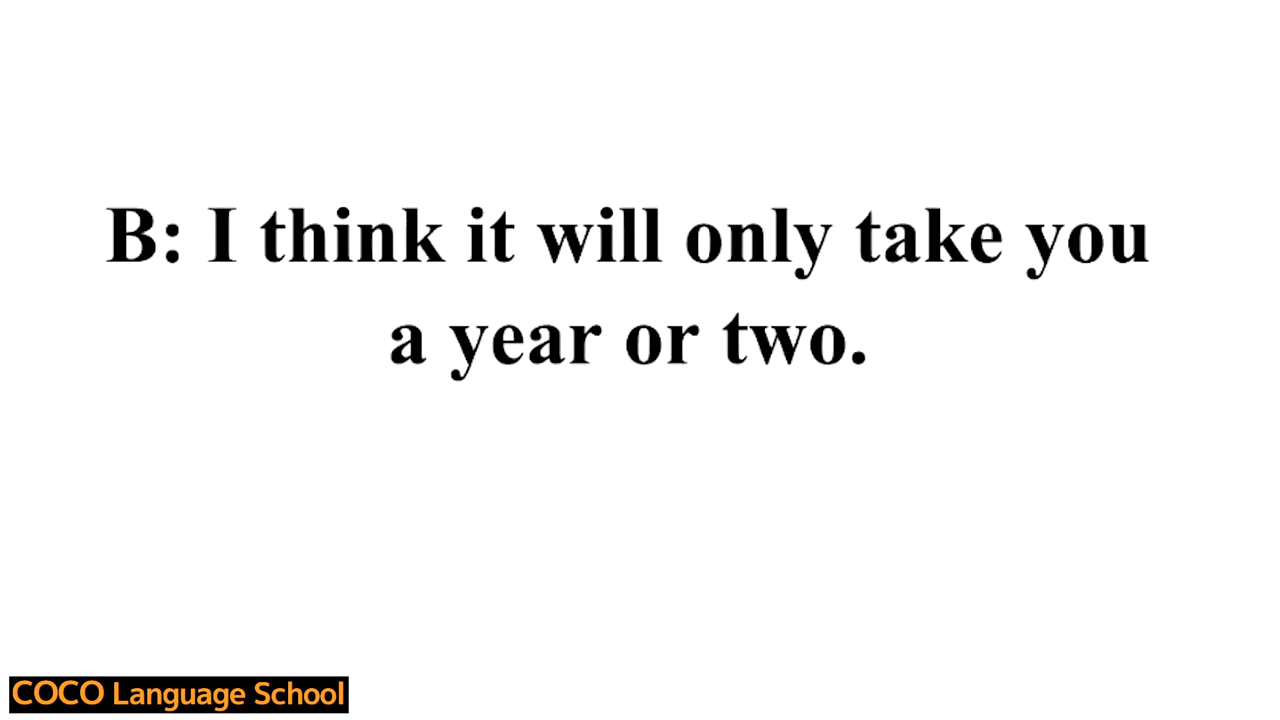 B: I think it will only take you
a year or two.
COCO Language School